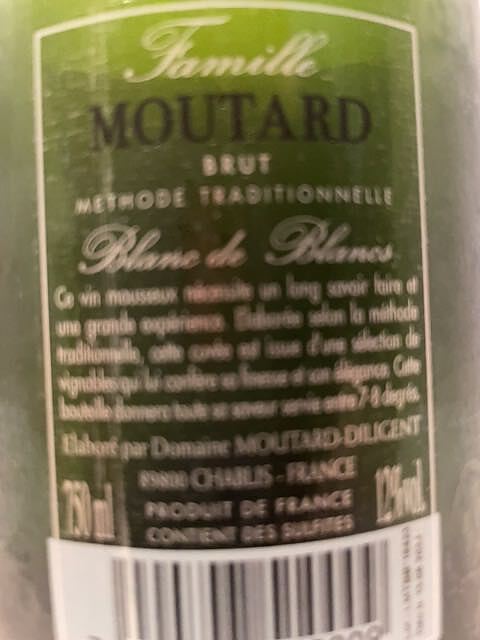 Famille
MOUTARD
BRUT
METHODE TRADITIONNELLE
Blanc de Blancs
Ce vin mousseux nécessite un long savoir faire et
une grande expérience. Elaborée selon la méthode
traditionnelle, cette cuvée est issue d'une sélection de
vignobles qui lui confère sa finesse et son élégance. Cette
bouteille donnera toute sa saveur servie entre 7-8 degrés.
Elaboré par Domaine MOUTARD-DILIGENT
89800 CHABLIS - FRANCE
750 ml
PRODUIT DE FRANCE
12%vol.
CONTIENT DES SULFITES